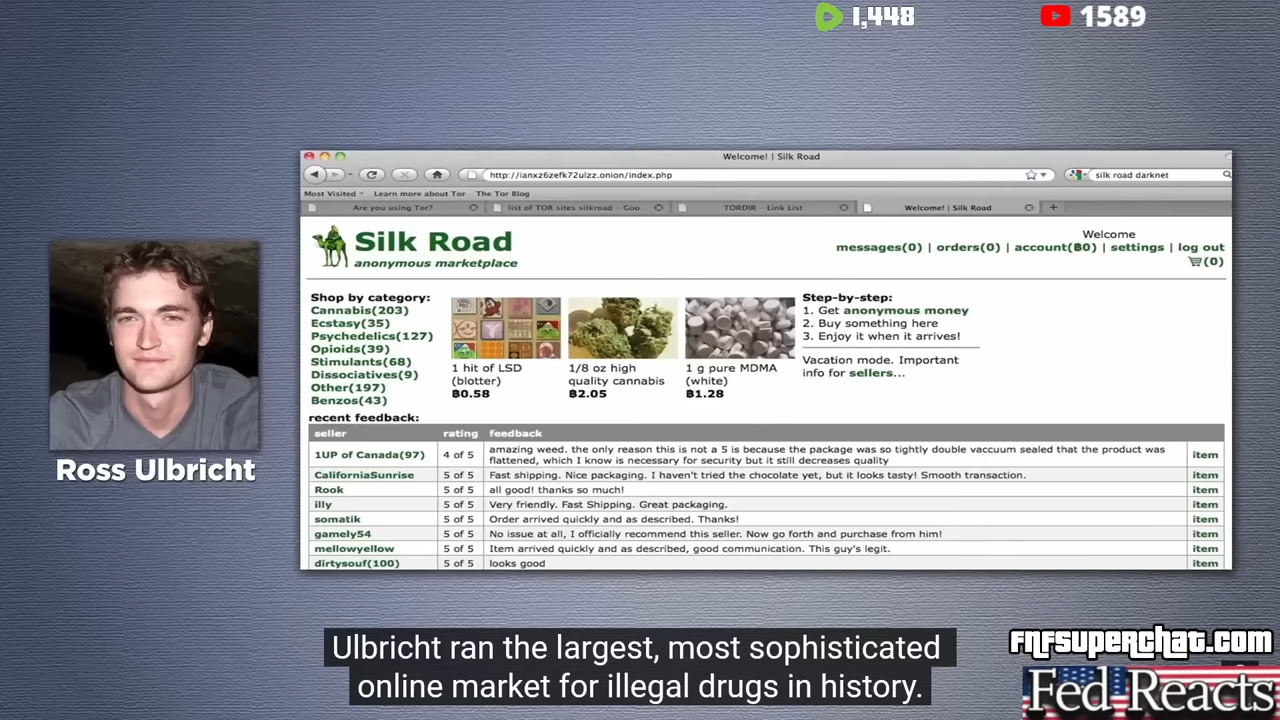 1,448
1589
Welcome! | Silk Road
http://ianxz6zefk72ulzz.onion/index.php
silk road darknet
Most Visited
Learn more about Tor
The Tor Blog
Are you using Tor?
list of TOR sites silkroad - Goo...
TORDIR - Link List
Welcome! | Silk Road
Silk Road
anonymous marketplace
Welcome
messages(0) | orders(0) | account(฿0) | settings | log out
(0)
Shop by category:
Cannabis(203)
Ecstasy(35)
Psychedelics(127)
Opioids(39)
Stimulants(68)
Dissociatives(9)
Other(197)
Benzos(43)
1 hit of LSD
(blotter)
฿0.58
1/8 oz high
quality cannabis
฿2.05
1 g pure MDMA
(white)
฿1.28
Step-by-step:
1. Get anonymous money
2. Buy something here
3. Enjoy it when it arrives!
Vacation mode. Important
info for sellers...
recent feedback:
seller rating feedback
1UP of Canada(97) 4 of 5 amazing weed. the only reason this is not a 5 is because the package was so tightly double vaccuum sealed that the product was
flattened, which I know is necessary for security but it still decreases quality item
CaliforniaSunrise 5 of 5 Fast shipping. Nice packaging. I haven't tried the chocolate yet, but it looks tasty! Smooth transaction. item
Rook 5 of 5 all good! thanks so much! item
illy 5 of 5 Very friendly. Fast Shipping. Great packaging. item
somatik 5 of 5 Order arrived quickly and as described. Thanks! item
gamely54 5 of 5 No issue at all, I officially recommend this seller. Now go forth and purchase from him! item
mellowyellow 5 of 5 Item arrived quickly and as described, good communication. This guy's legit. item
dirtysouf(100) 5 of 5 looks good item
Ross Ulbricht
Ulbricht ran the largest, most sophisticated
online market for illegal drugs in history.
FNFSUPERCHAT.COM
Fed Reacts